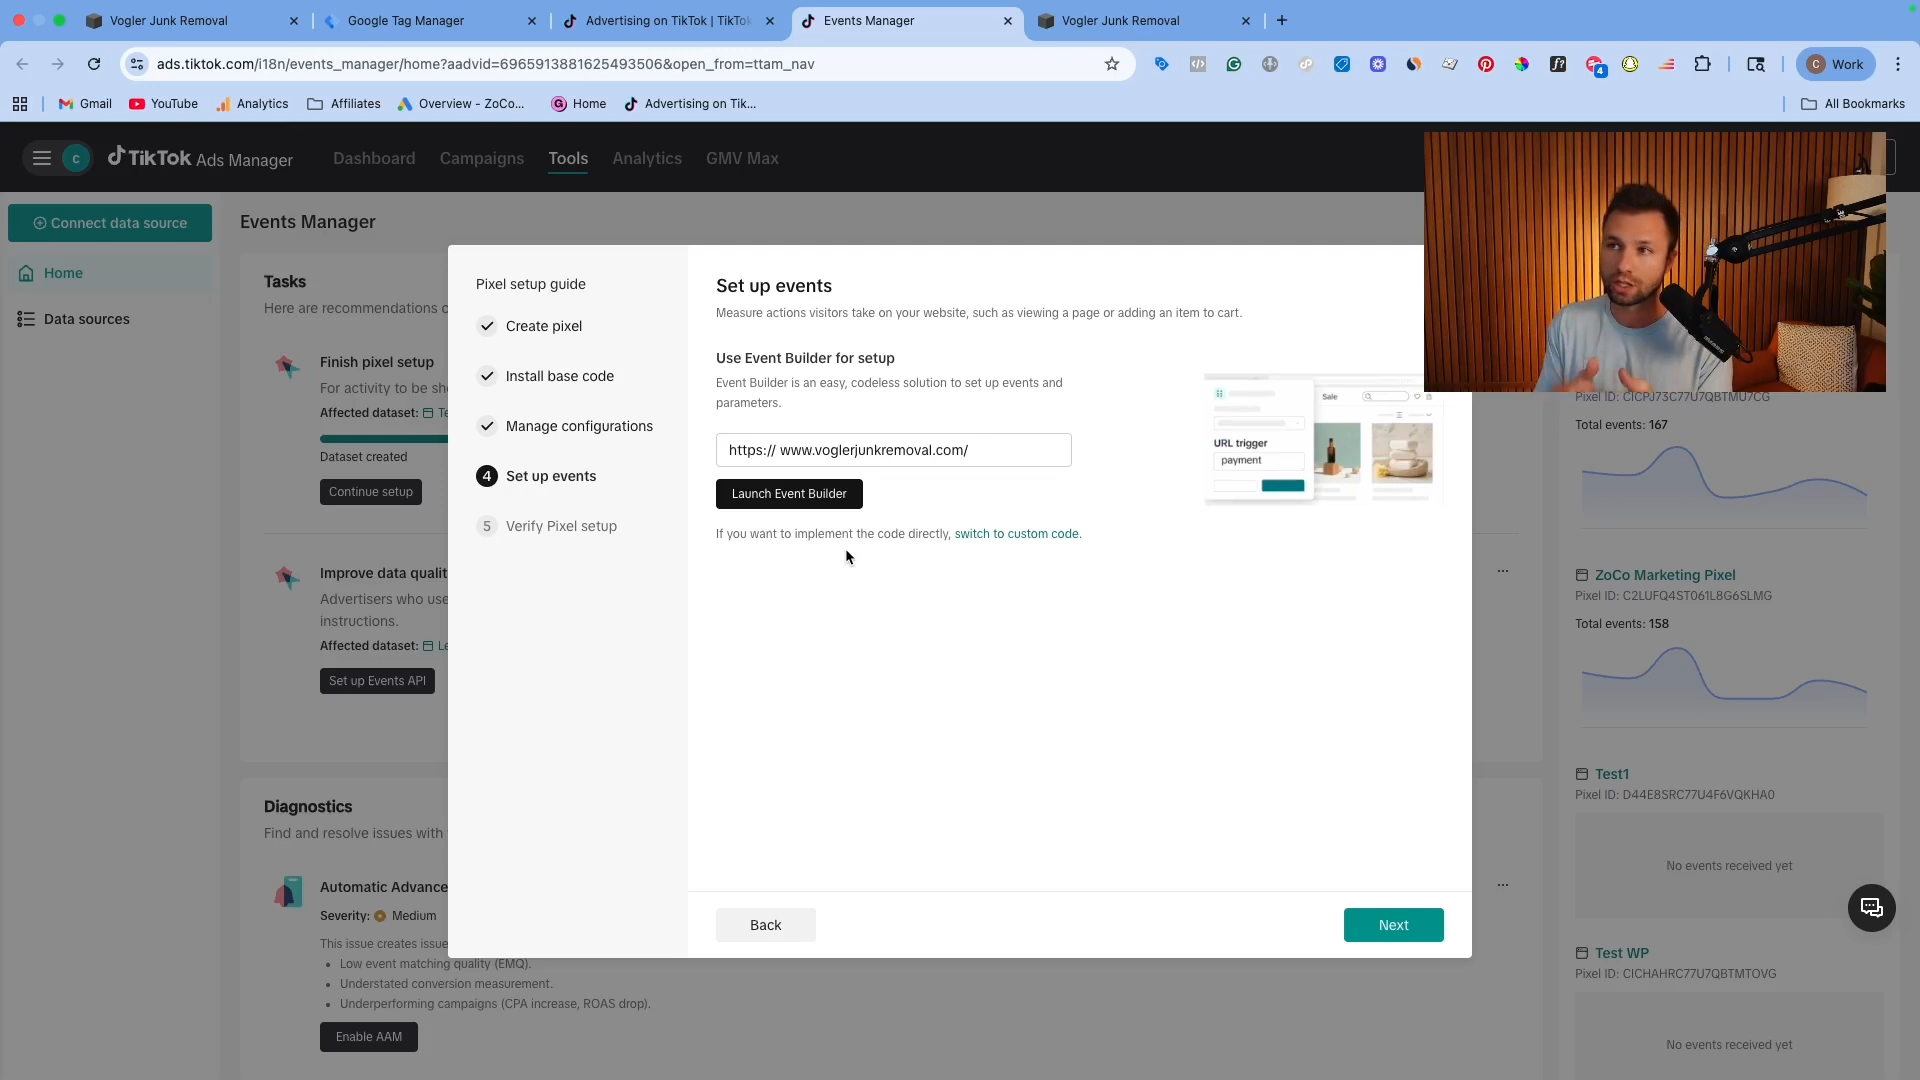 Vogler Junk Removal
Google Tag Manager
Advertising on TikTok | TikTok
Events Manager
Vogler Junk Removal
ads.tiktok.com/i18n/events_manager/home?aadvid=6965913881625493506&open_from=ttam_nav
4
C Work
Gmail
YouTube
Analytics
Affiliates
Overview - ZoCo...
Home
Advertising on Tik...
All Bookmarks
C
TikTok Ads Manager
Dashboard
Campaigns
Tools
Analytics
GMV Max
Connect data source
Home
Data sources
Events Manager
Tasks
Here are recommendations
Finish pixel setup
For activity to be
Affected dataset:
Dataset created
Continue setup
Improve data qualit
Advertisers who use
instructions.
Affected dataset:
Set up Events API
Diagnostics
Find and resolve issues with
Automatic Advance
Severity: Medium
This issue creates issue
• Low event matching quality (EMQ).
• Understated conversion measurement.
• Underperforming campaigns (CPA increase, ROAS drop).
Enable AAM
Pixel setup guide
Create pixel
Install base code
Manage configurations
4 Set up events
5 Verify Pixel setup
Set up events
Measure actions visitors take on your website, such as viewing a page or adding an item to cart.
Use Event Builder for setup
Event Builder is an easy, codeless solution to set up events and
parameters.
https:// www.voglerjunkremoval.com/
Launch Event Builder
If you want to implement the code directly, switch to custom code.
Sale
URL trigger
payment
Back
Next
Pixel ID: CICPJ73C77U7QBTMU7CG
Total events: 167
ZoCo Marketing Pixel
Pixel ID: C2LUFQ4ST061L8G6SLMG
Total events: 158
Test1
Pixel ID: D44E8SRC77U4F6VQKHA0
No events received yet
Test WP
Pixel ID: CICHAHRC77U7QBTMTOVG
No events received yet